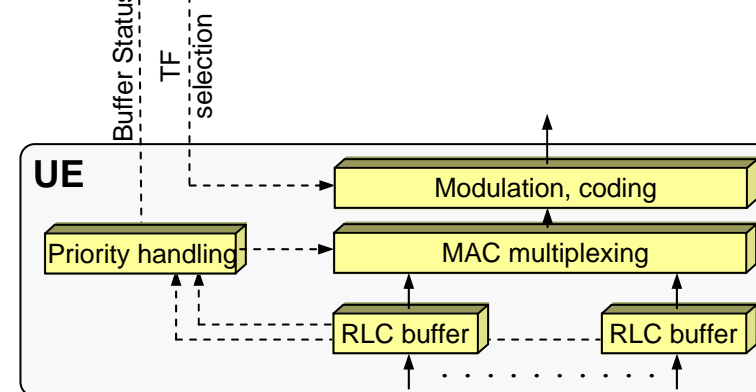 Buffer Status
TF
selection
UE
Modulation, coding
Priority handling
MAC multiplexing
RLC buffer
RLC buffer